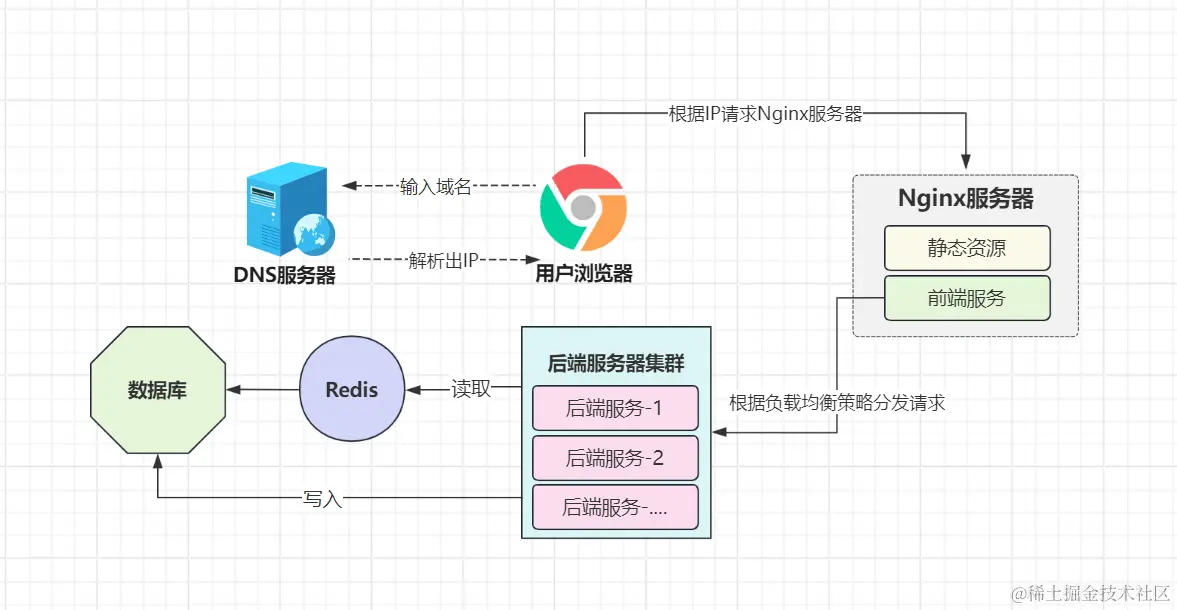 根据IP请求Nginx服务器
输入域名
解析出IP
DNS服务器
用户浏览器
Nginx服务器
静态资源
前端服务
根据负载均衡策略分发请求
后端服务器集群
后端服务-1
后端服务-2
后端服务-....
读取
Redis
数据库
写入
@稀土掘金技术社区